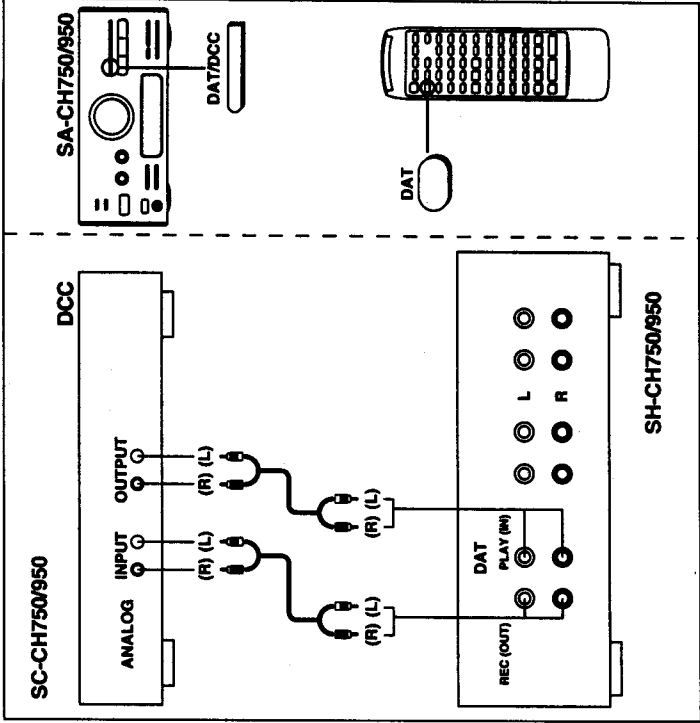 SC-CH750/950
DCC
ANALOG
INPUT
OUTPUT
(R) (L)
(R) (L)
(R) (L)
(R) (L)
REC (OUT)
DAT
PLAY (IN)
L
R
SH-CH750/950
SA-CH750/950
DAT/DCC
DAT